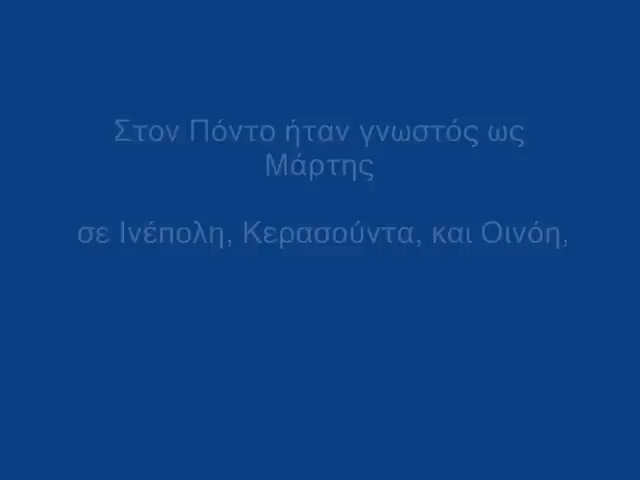 Στον Πόντο ήταν γνωστός ως
Μάρτης
σε Ινέπολη, Κερασούντα, και Οινόη,